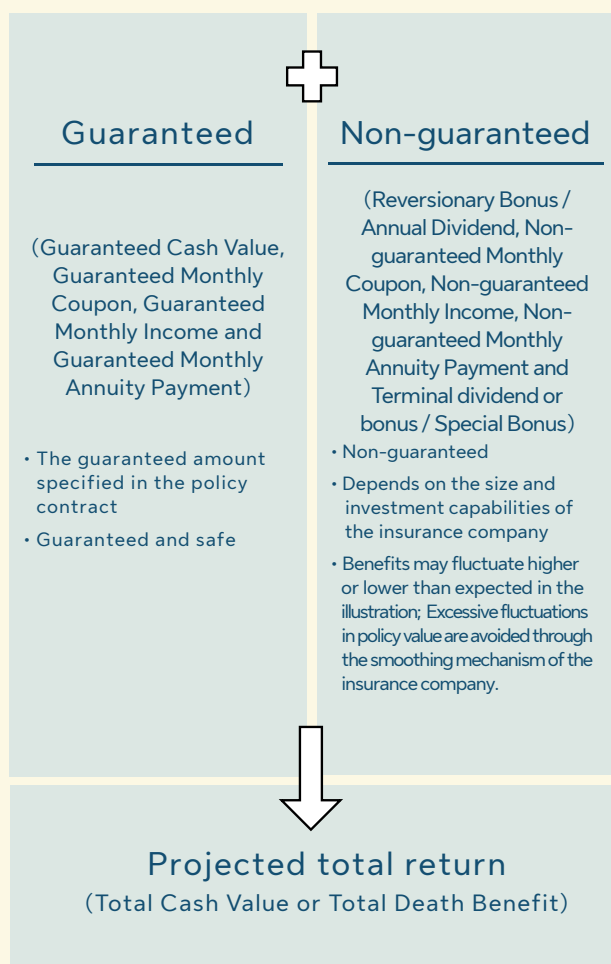 Guaranteed
(Guaranteed Cash Value,
Guaranteed Monthly
Coupon, Guaranteed
Monthly Income and
Guaranteed Monthly
Annuity Payment)
• The guaranteed amount
specified in the policy
contract
• Guaranteed and safe
Non-guaranteed
(Reversionary Bonus /
Annual Dividend, Non-
guaranteed Monthly
Coupon, Non-guaranteed
Monthly Income, Non-
guaranteed Monthly
Annuity Payment and
Terminal dividend or
bonus / Special Bonus)
• Non-guaranteed
• Depends on the size and
investment capabilities of
the insurance company
• Benefits may fluctuate higher
or lower than expected in the
illustration; Excessive fluctuations
in policy value are avoided through
the smoothing mechanism of the
insurance company.
Projected total return
(Total Cash Value or Total Death Benefit)